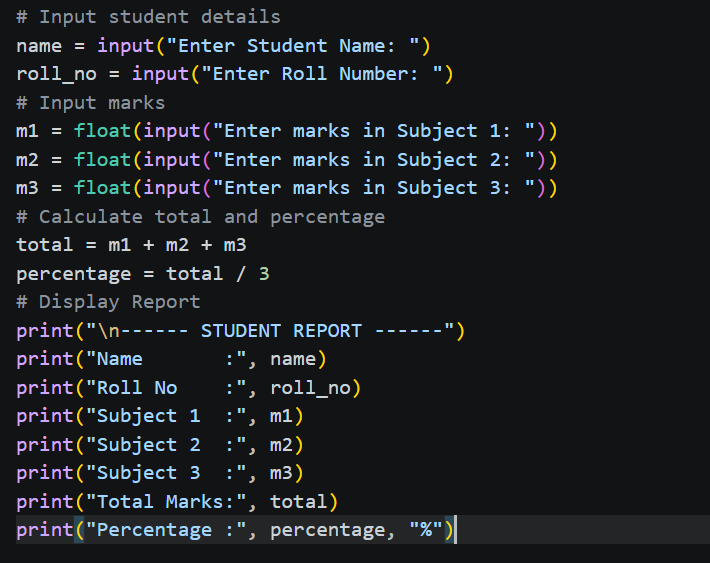 # Input student details
name = input("Enter Student Name: ")
roll_no = input("Enter Roll Number: ")
# Input marks
m1 = float(input("Enter marks in Subject 1: "))
m2 = float(input("Enter marks in Subject 2: "))
m3 = float(input("Enter marks in Subject 3: "))
# Calculate total and percentage
total = m1 + m2 + m3
percentage = total / 3
# Display Report
print("\n------ STUDENT REPORT ------")
print("Name       :", name)
print("Roll No    :", roll_no)
print("Subject 1  :", m1)
print("Subject 2  :", m2)
print("Subject 3  :", m3)
print("Total Marks:", total)
print("Percentage :", percentage, "%")